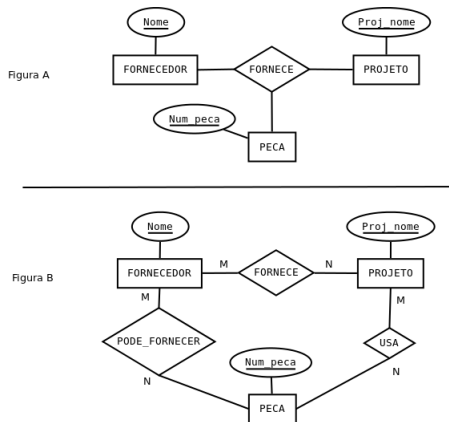 Nome
Proj_nome
Figura A
FORNECEDOR
FORNECE
PROJETO
Num_peca
PECA
Nome
Proj_nome
Figura B
FORNECEDOR
M
FORNECE
N
PROJETO
M
M
PODE_FORNECER
USA
N
Num_peca
N
PECA